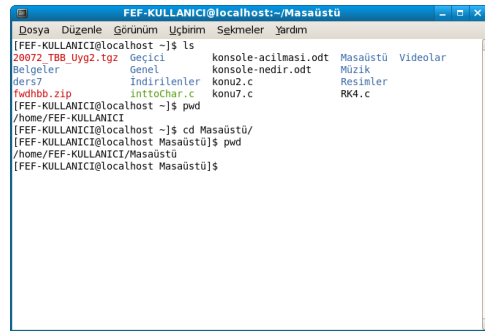 FEF-KULLANICI@localhost:~/Masaüstü
Dosya Düzenle Görünüm Uçbirim Sekmeler Yardım
[FEF-KULLANICI@localhost ~]$ ls
20072_TBB_Uyg2.tgz Geçici konsole-acilmasi.odt Masaüstü Videolar
Belgeler Genel konsole-nedir.odt Müzik
ders7 İndirilenler konu2.c Resimler
fwdhbb.zip inttoChar.c konu7.c RK4.c
[FEF-KULLANICI@localhost ~]$ pwd
/home/FEF-KULLANICI
[FEF-KULLANICI@localhost ~]$ cd Masaüstü/
[FEF-KULLANICI@localhost Masaüstü]$ pwd
/home/FEF-KULLANICI/Masaüstü
[FEF-KULLANICI@localhost Masaüstü]$